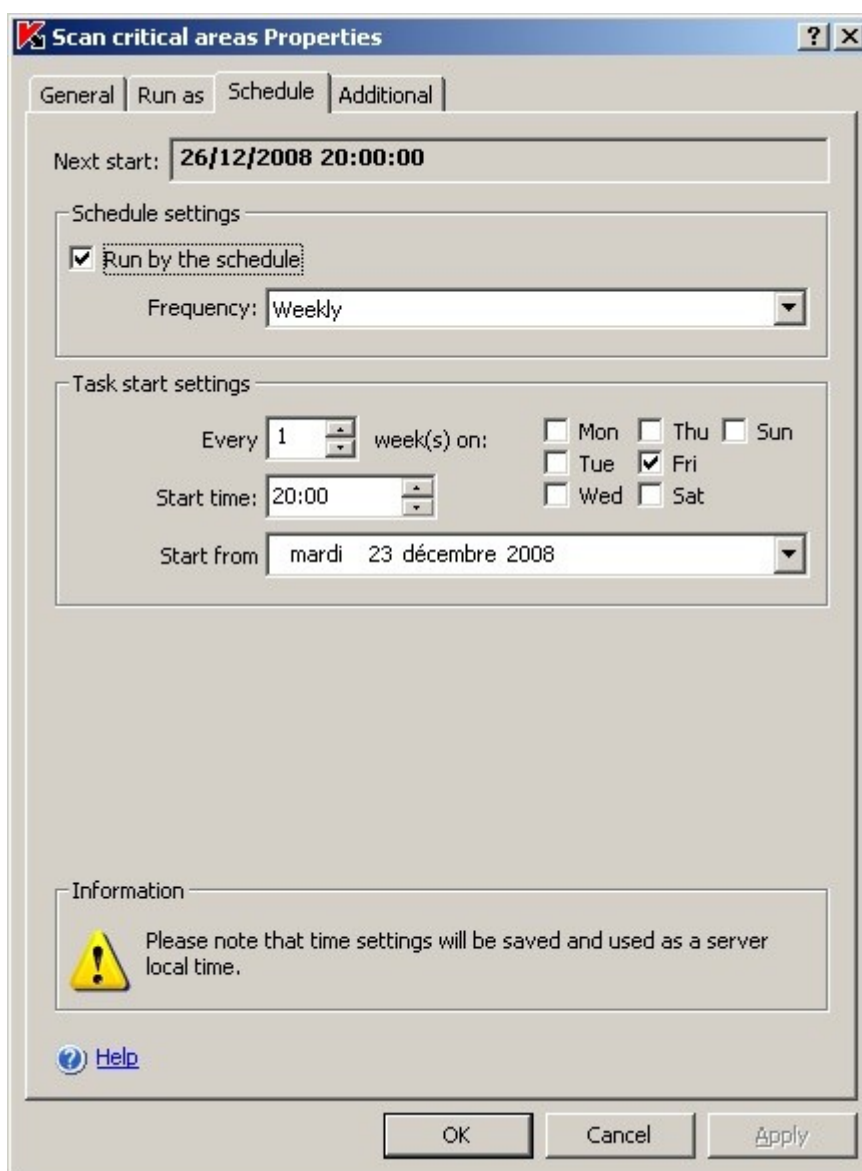 Scan critical areas Properties
General Run as Schedule Additional
Next start: 26/12/2008 20:00:00
Schedule settings
Run by the schedule
Frequency: Weekly
Task start settings
Every 1 week(s) on: Mon Thu Sun
Tue Fri
Start time: 20:00 Wed Sat
Start from mardi 23 décembre 2008
Information
Please note that time settings will be saved and used as a server
local time.
Help
OK Cancel Apply